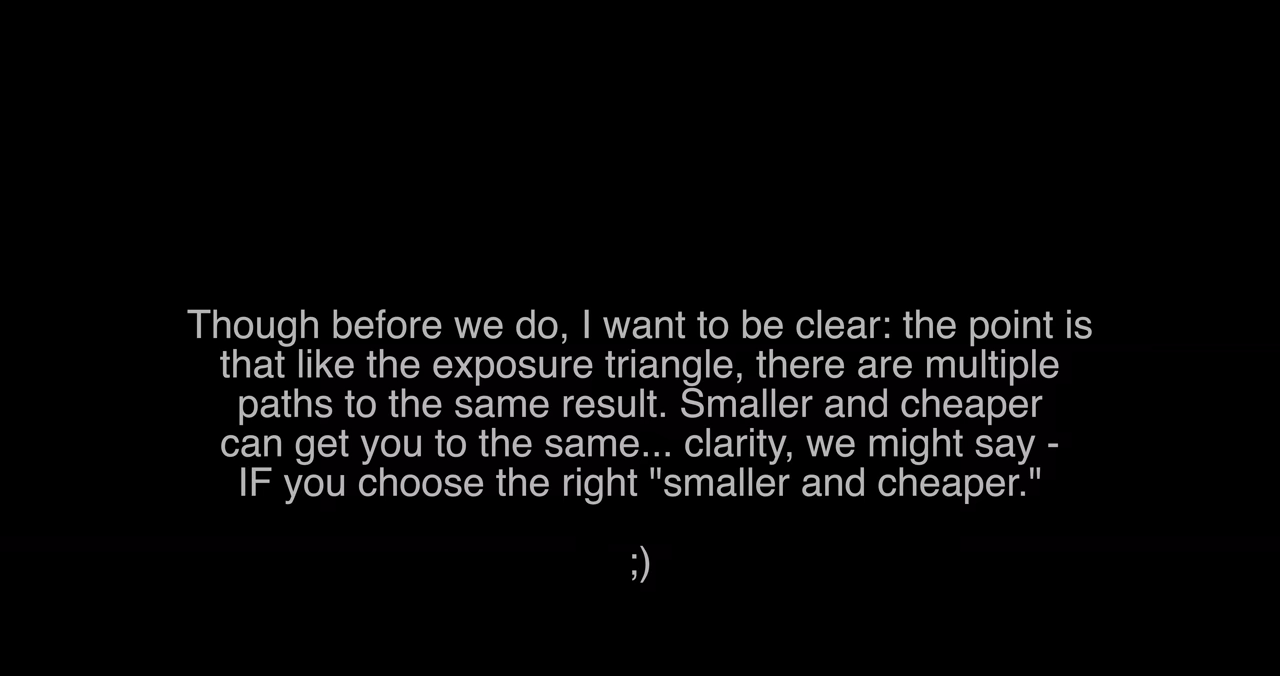 Though before we do, I want to be clear: the point is
that like the exposure triangle, there are multiple
paths to the same result. Smaller and cheaper
can get you to the same... clarity, we might say -
IF you choose the right "smaller and cheaper."
;)